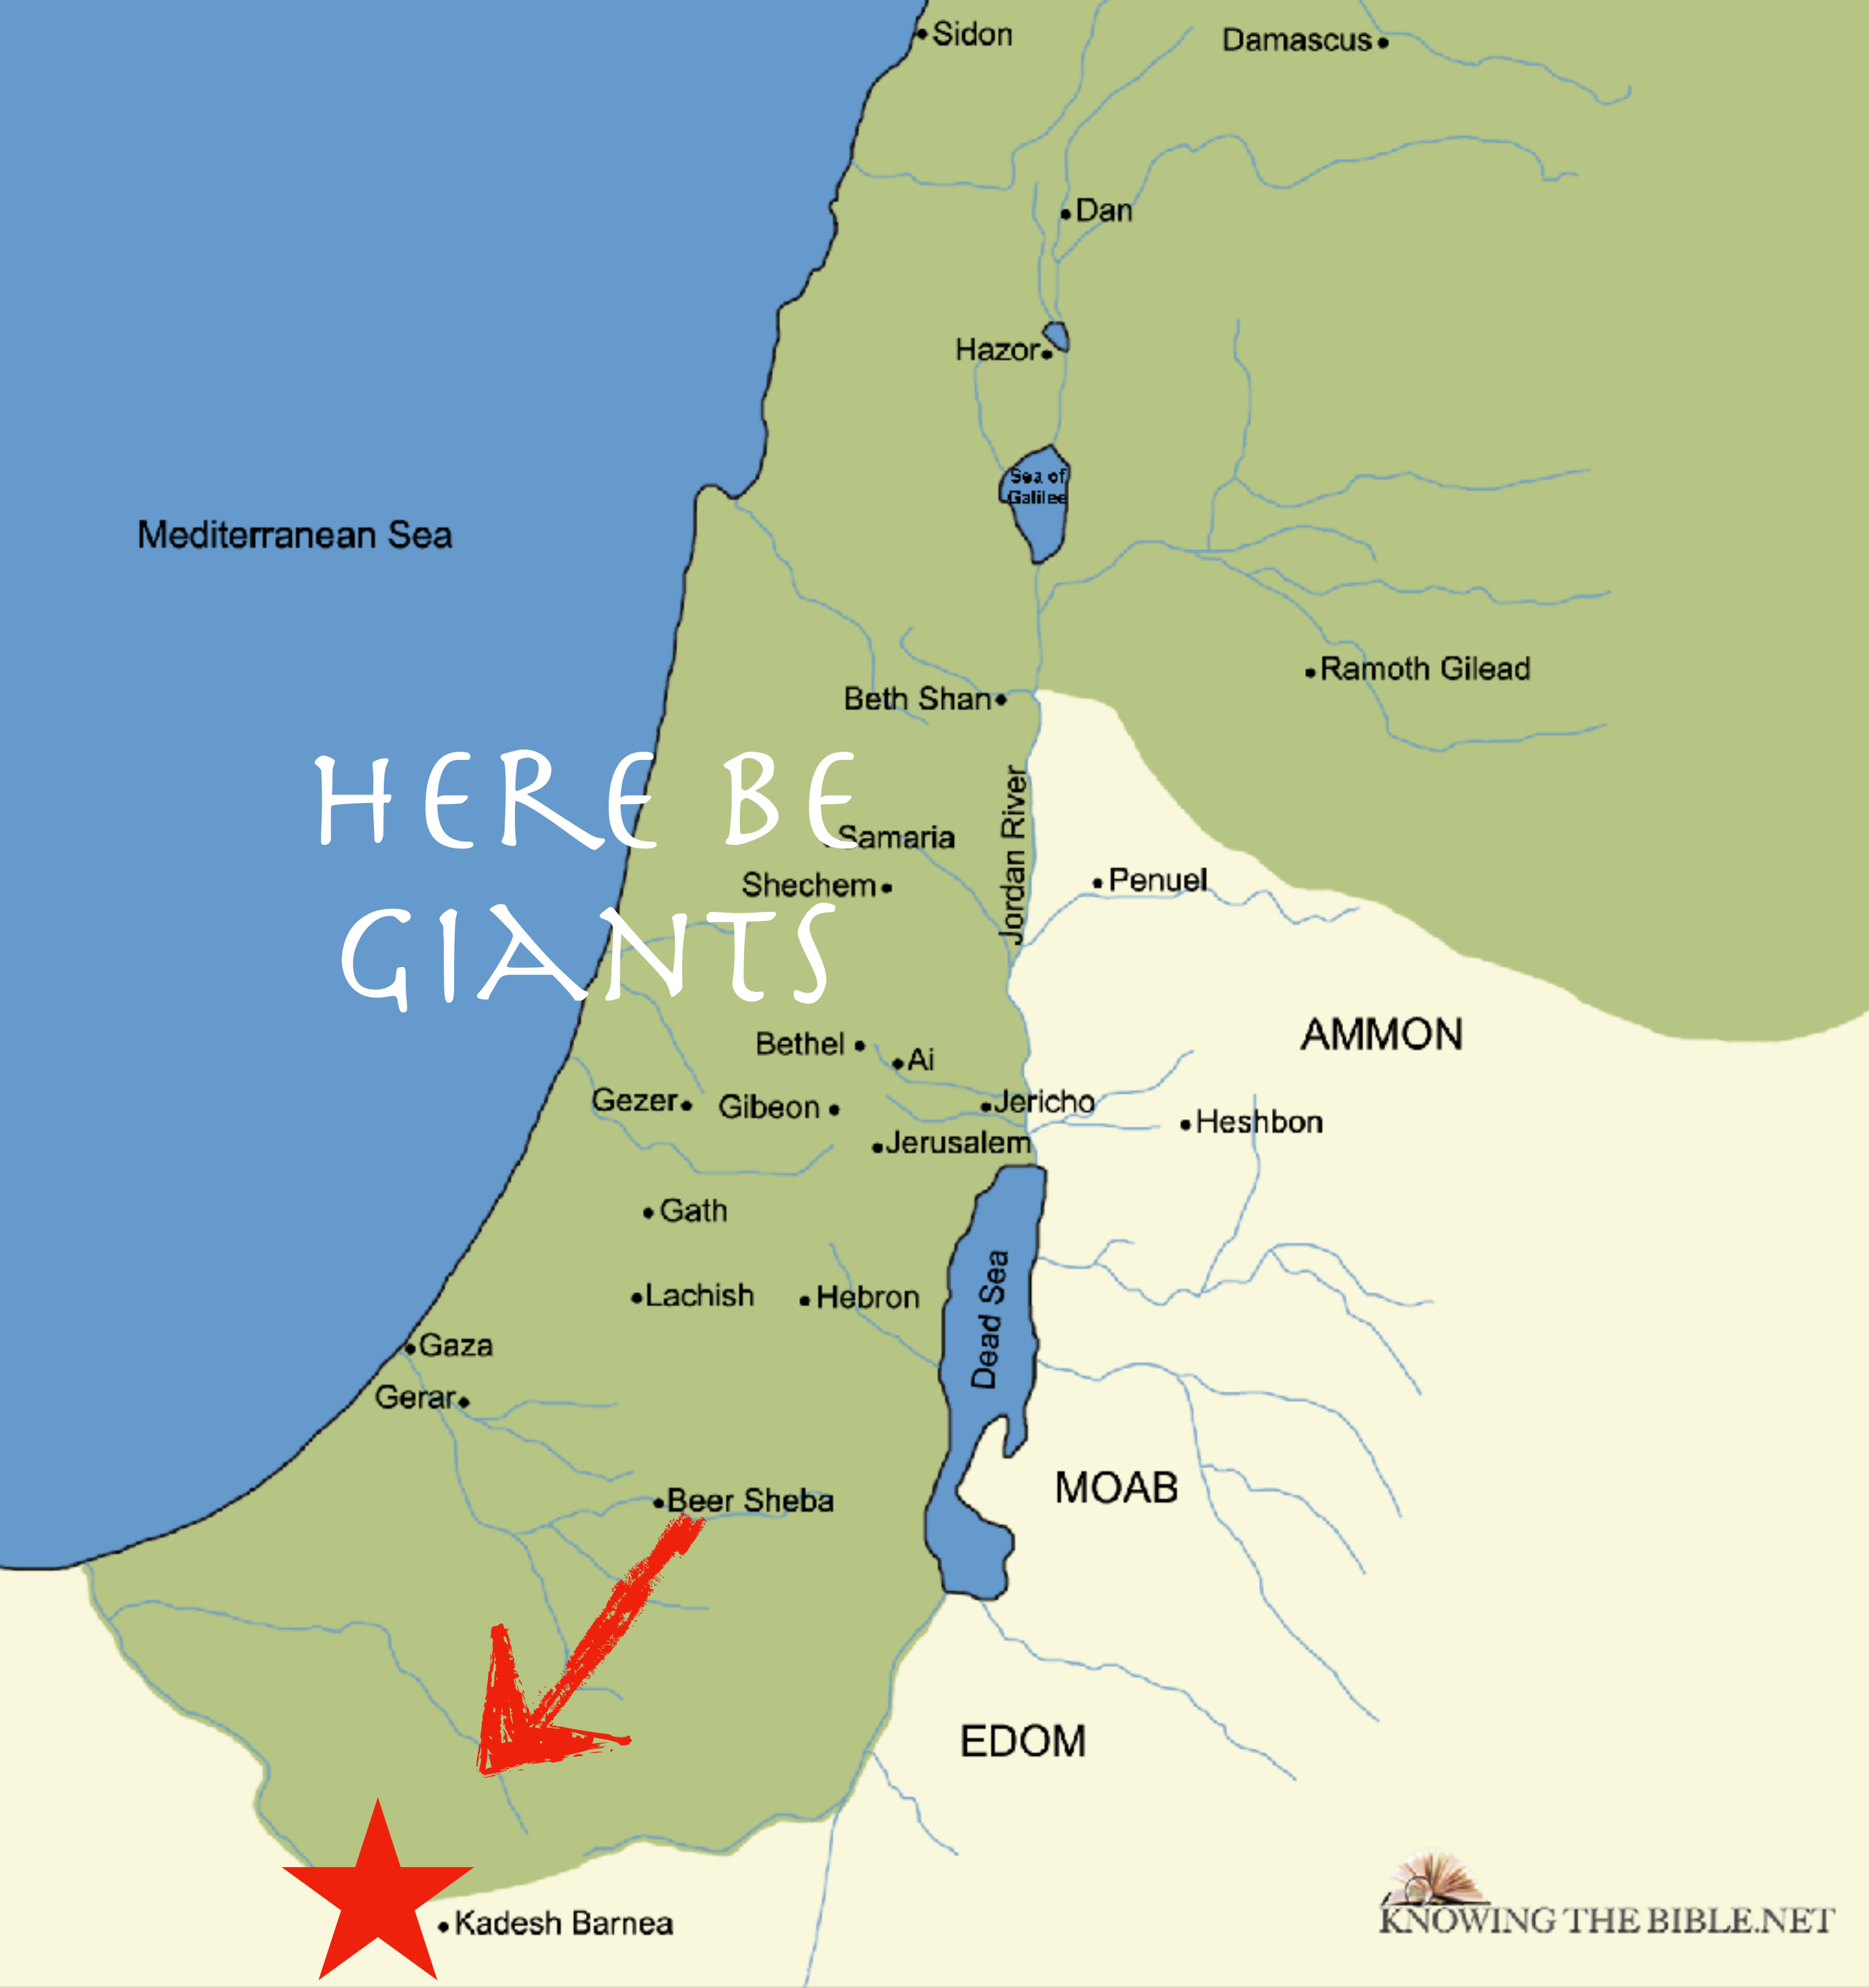 Sidon
Damascus
Dan
Hazor
Sea of
Galilee
Mediterranean Sea
Ramoth Gilead
Beth Shan
HERE BE
Jordan River
Samaria
Shechem
Penuel
GIANTS
AMMON
Bethel
Ai
Gezer
Gibeon
Jericho
Heshbon
Jerusalem
Gath
Dead Sea
Lachish
Hebron
Gaza
Gerar
MOAB
Beer Sheba
EDOM
Kadesh Barnea
KNOWING THE BIBLE.NET